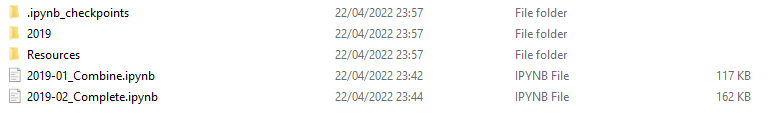 .ipynb_checkpoints 22/04/2022 23:57 File folder
2019 22/04/2022 23:57 File folder
Resources 22/04/2022 23:57 File folder
2019-01_Combine.ipynb 22/04/2022 23:42 IPYNB File 117 KB
2019-02_Complete.ipynb 22/04/2022 23:44 IPYNB File 162 KB